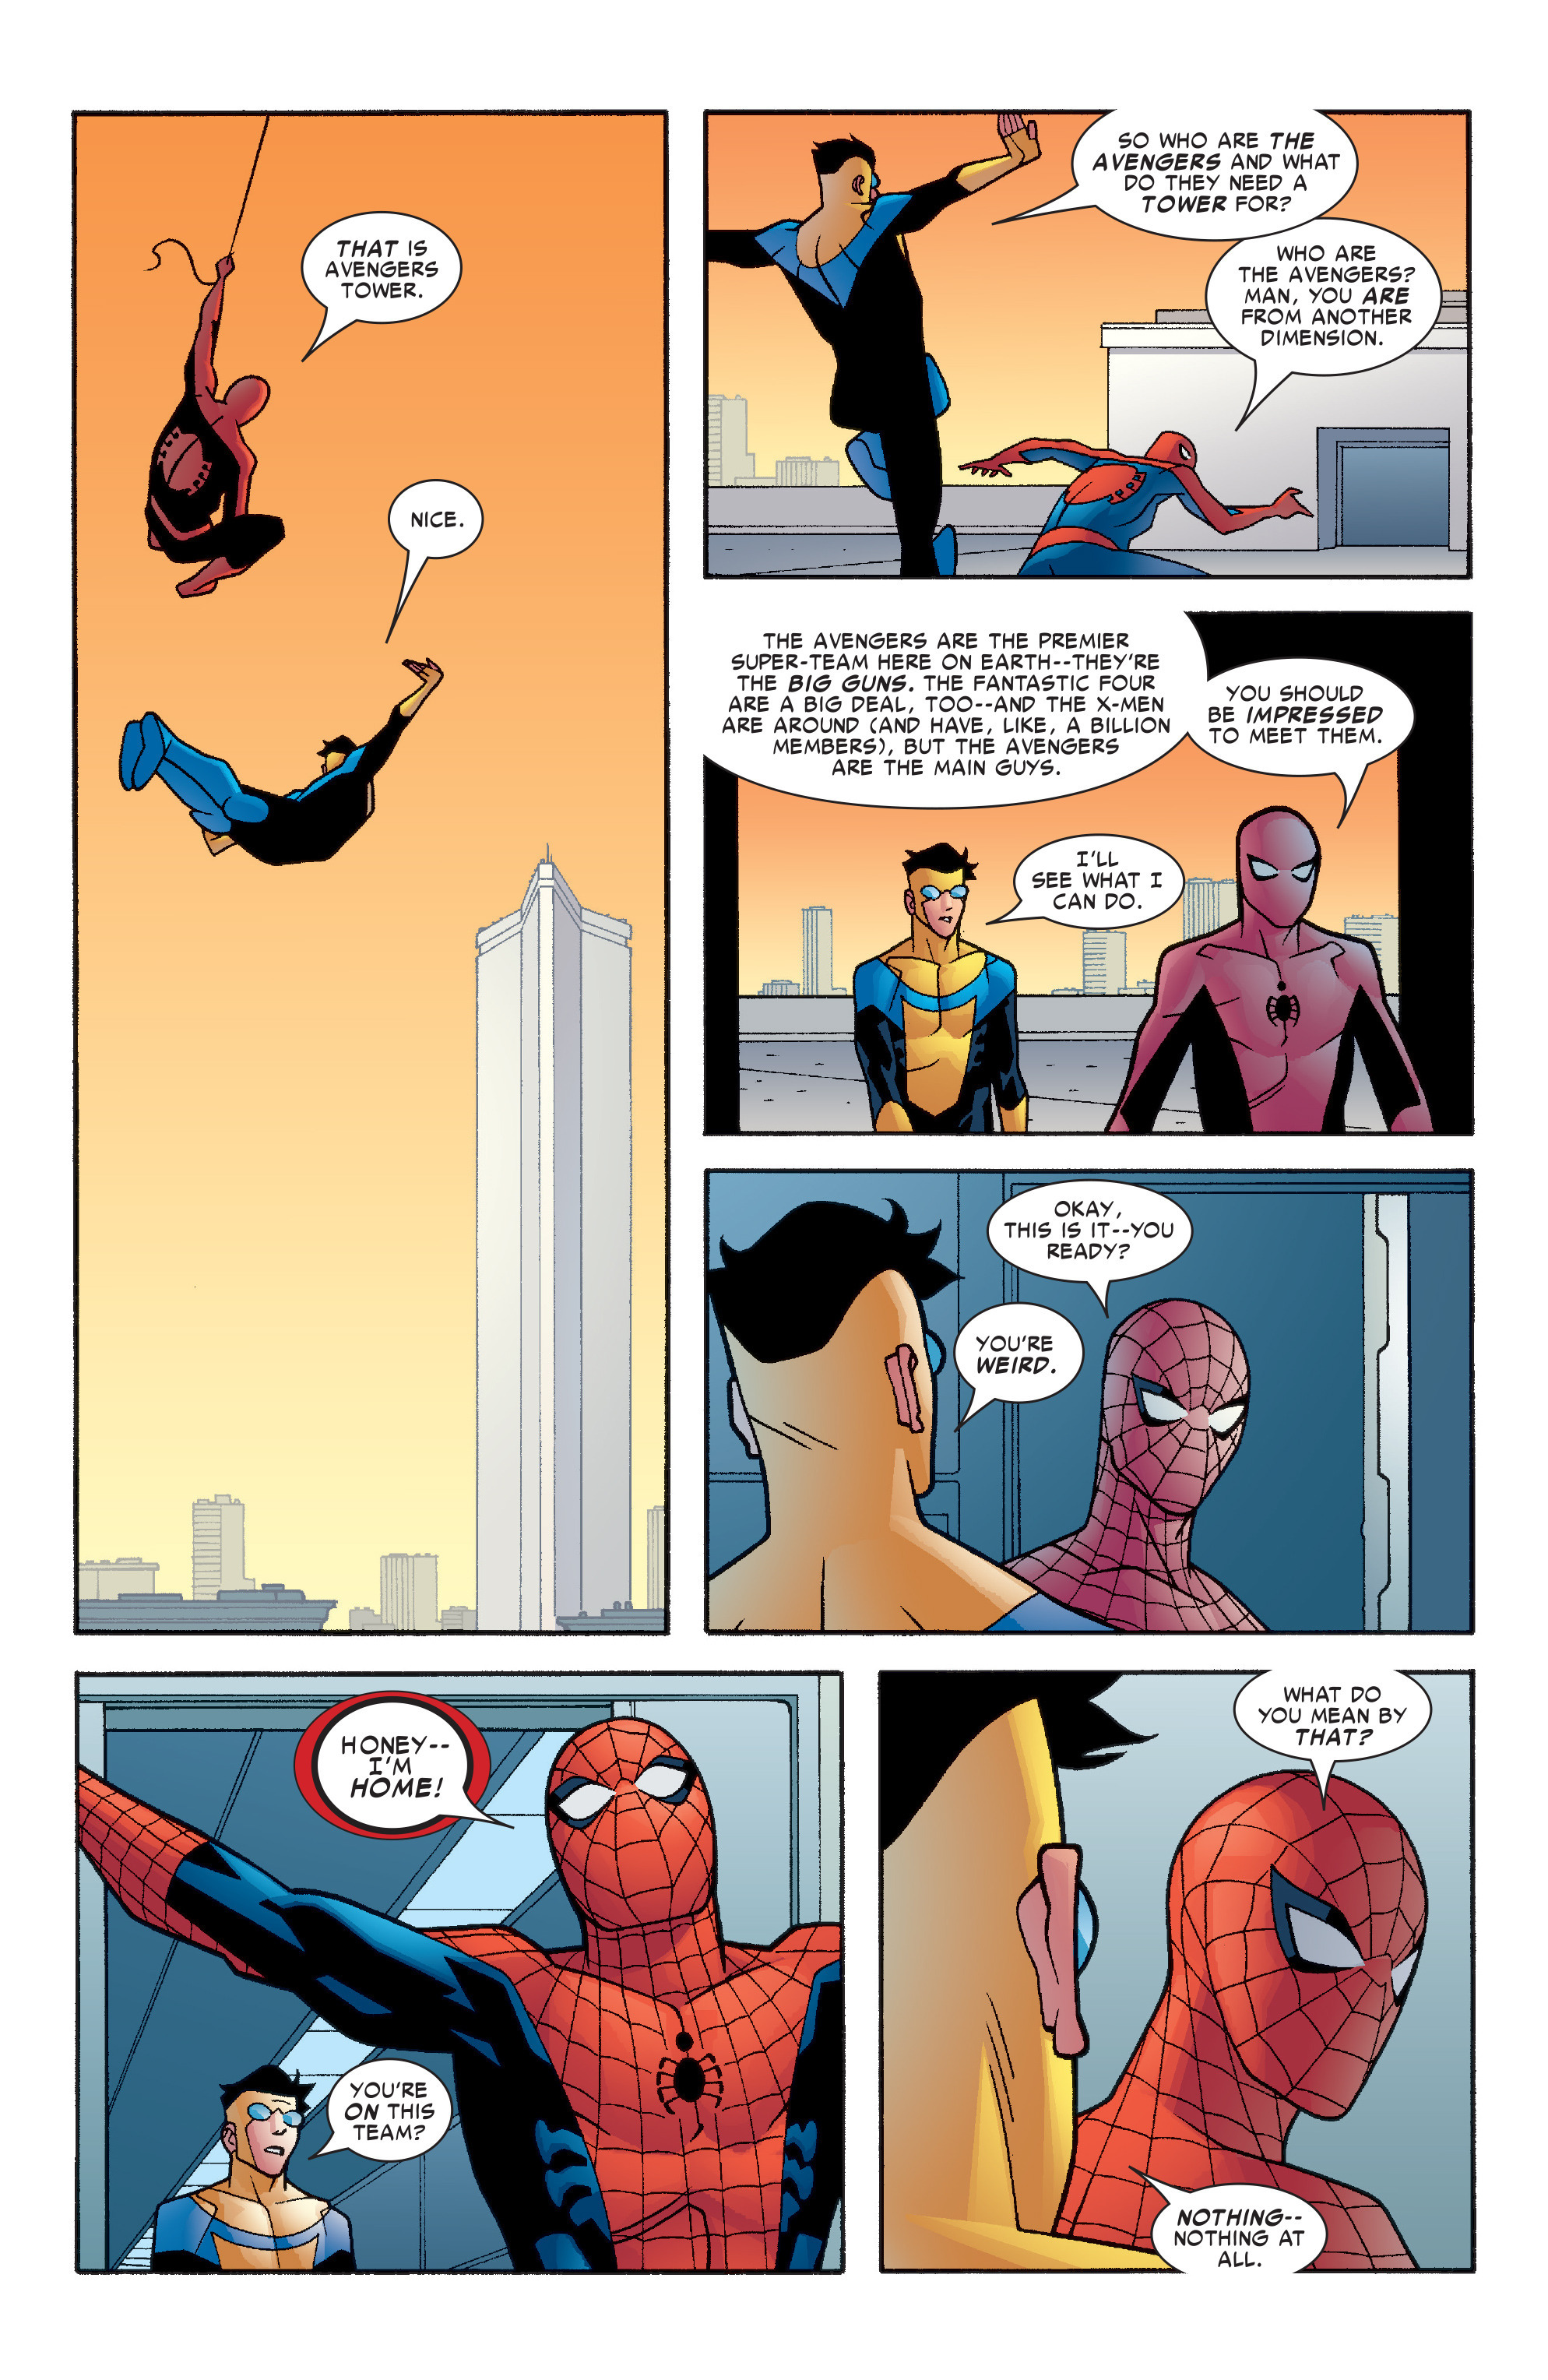 THAT IS
AVENGERS
TOWER.
NICE.
SO WHO ARE THE
AVENGERS AND WHAT
DO THEY NEED A
TOWER FOR?
WHO ARE
THE AVENGERS?
MAN, YOU ARE
FROM ANOTHER
DIMENSION.
THE AVENGERS ARE THE PREMIER
SUPER-TEAM HERE ON EARTH--THEY'RE
THE BIG GUNS. THE FANTASTIC FOUR
ARE A BIG DEAL, TOO--AND THE X-MEN
ARE AROUND (AND HAVE, LIKE, A BILLION
MEMBERS), BUT THE AVENGERS
ARE THE MAIN GUYS.
YOU SHOULD
BE IMPRESSED
TO MEET THEM.
I'LL
SEE WHAT I
CAN DO.
OKAY,
THIS IS IT--YOU
READY?
YOU'RE
WEIRD.
HONEY--
I'M
HOME!
YOU'RE
ON THIS
TEAM?
WHAT DO
YOU MEAN BY
THAT?
NOTHING--
NOTHING AT
ALL.